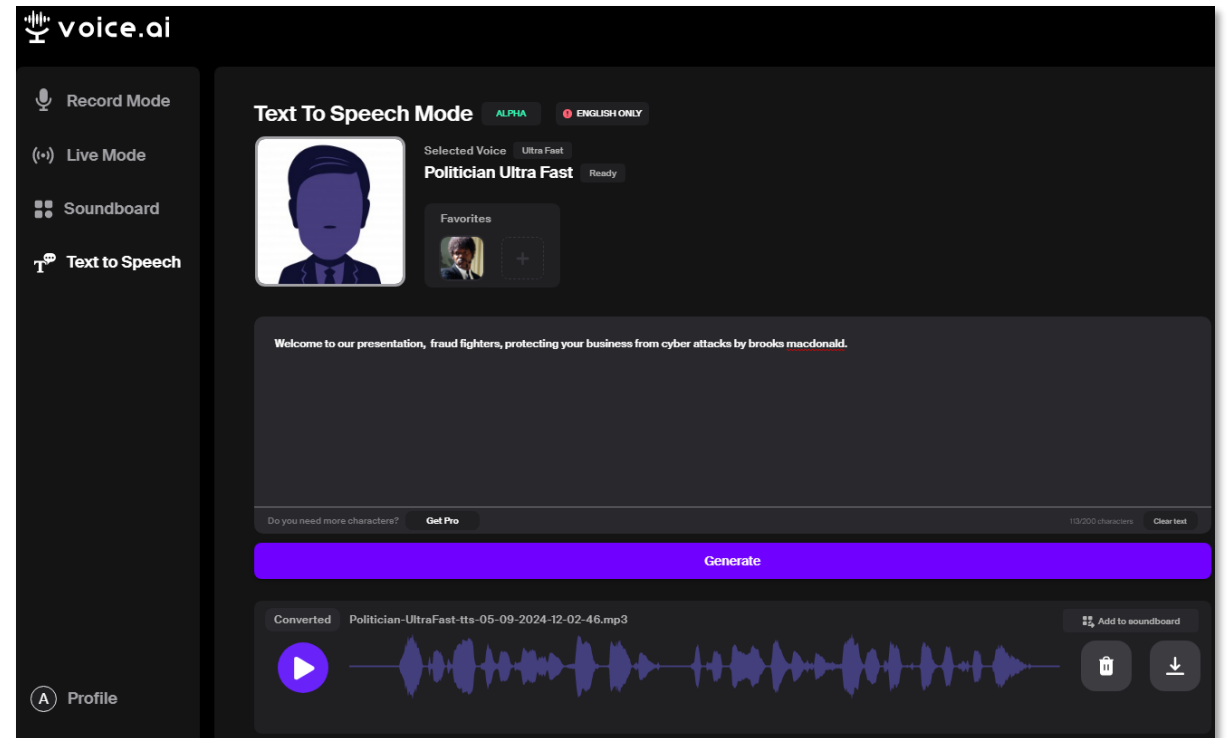 voice.ai
Record Mode
Live Mode
Soundboard
Text to Speech
Profile
Text To Speech Mode ALPHA ENGLISH ONLY
Selected Voice Ultra Fast
Politician Ultra Fast Ready
Favorites
Welcome to our presentation, fraud fighters, protecting your business from cyber attacks by brooks macdonald.
Do you need more characters? Get Pro 113/200 characters Clear text
Generate
Converted Politician-UltraFast-tts-05-09-2024-12-02-46.mp3 Add to soundboard